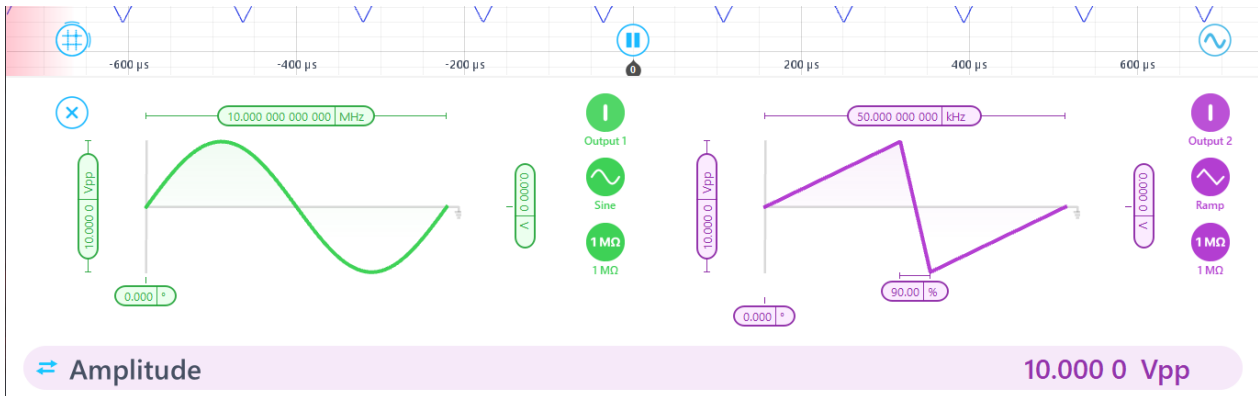 -600 µs
-400 µs
-200 µs
0
200 µs
400 µs
600 µs
10.000 000 000 000 MHz
10.000 0 Vpp
0.000 °
0.000 0 V
Output 1
Sine
1 MΩ
1 MΩ
50.000 000 000 kHz
10.000 0 Vpp
0.000 °
90.00 %
0.000 0 V
Output 2
Ramp
1 MΩ
1 MΩ
Amplitude
10.000 0 Vpp